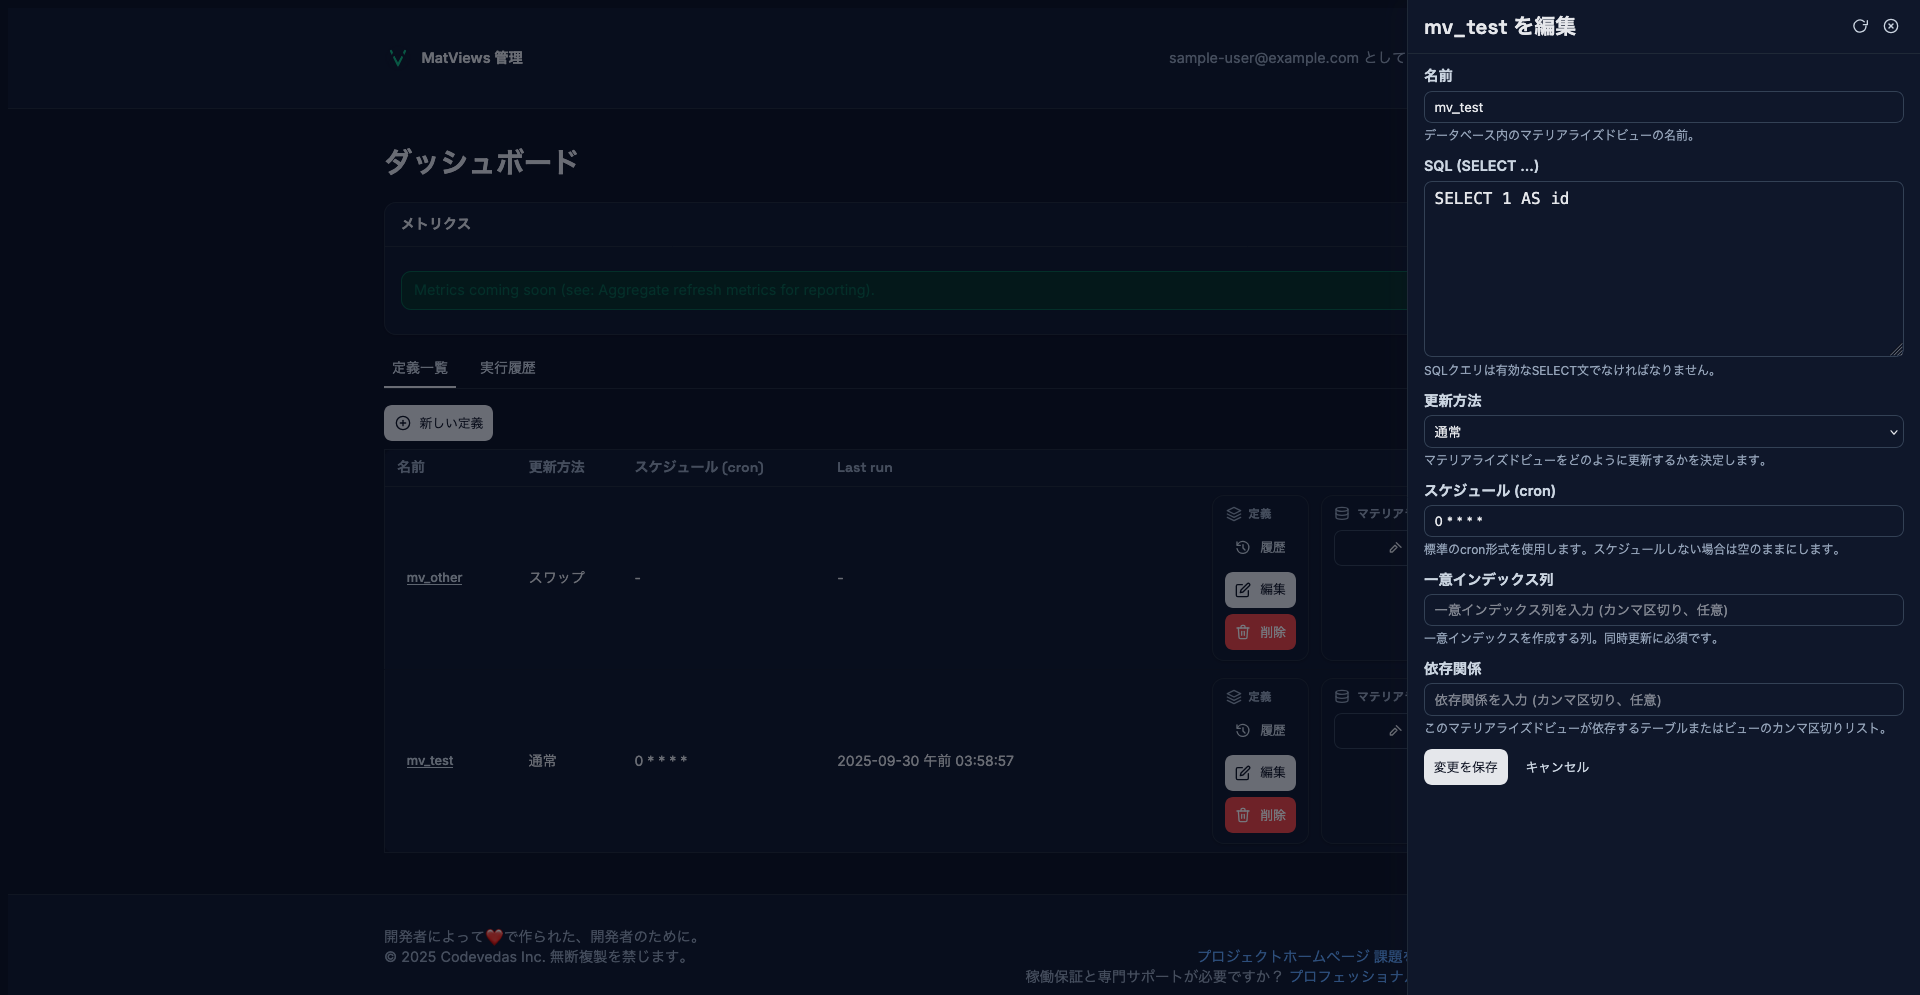 MatViews 管理
sample-user@example.com として
ダッシュボード
メトリクス
Metrics coming soon (see: Aggregate refresh metrics for reporting).
定義一覧
実行履歴
新しい定義
名前
更新方法
スケジュール (cron)
Last run
定義
マテリアラ
履歴
mv_other
スワップ
-
-
編集
削除
定義
マテリアラ
履歴
mv_test
通常
0 * * * *
2025-09-30 午前 03:58:57
編集
削除
開発者によって❤️で作られた、開発者のために。
© 2025 Codevedas Inc. 無断複製を禁じます。
プロジェクトホームページ 課題を
稼働保証と専門サポートが必要ですか？ プロフェッショナル
mv_test を編集
名前
mv_test
データベース内のマテリアライズドビューの名前。
SQL (SELECT ...)
SELECT 1 AS id
SQLクエリは有効なSELECT文でなければなりません。
更新方法
通常
マテリアライズドビューをどのように更新するかを決定します。
スケジュール (cron)
0 * * * *
標準のcron形式を使用します。スケジュールしない場合は空のままにします。
一意インデックス列
一意インデックス列を入力 (カンマ区切り、任意)
一意インデックスを作成する列。同時更新に必須です。
依存関係
依存関係を入力 (カンマ区切り、任意)
このマテリアライズドビューが依存するテーブルまたはビューのカンマ区切りリスト。
変更を保存
キャンセル